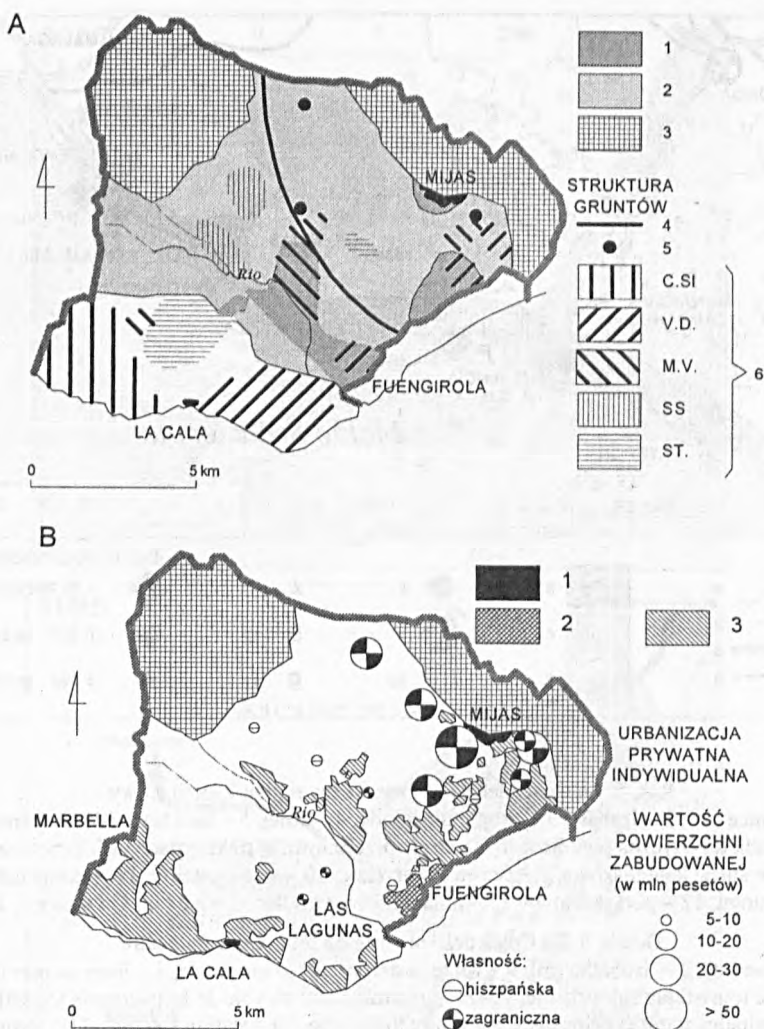 A
1
2
3
MIJAS
STRUKTURA
GRUNTÓW
4
5
Rio
C.SI
V.D.
M.V.
6
SS
ST.
FUENGIROLA
LA CALA
0
5 km
B
1
2
3
MIJAS
URBANIZACJA
PRYWATNA
INDYWIDUALNA
Rio
WARTOŚĆ
POWIERZCHNI
ZABUDOWANEJ
(w mln pesetów)
MARBELLA
FUENGIROLA
LAS
LAGUNAS
LA CALA
5-10
10-20
20-30
> 50
Własność:
hiszpańska
zagraniczna
0
5 km